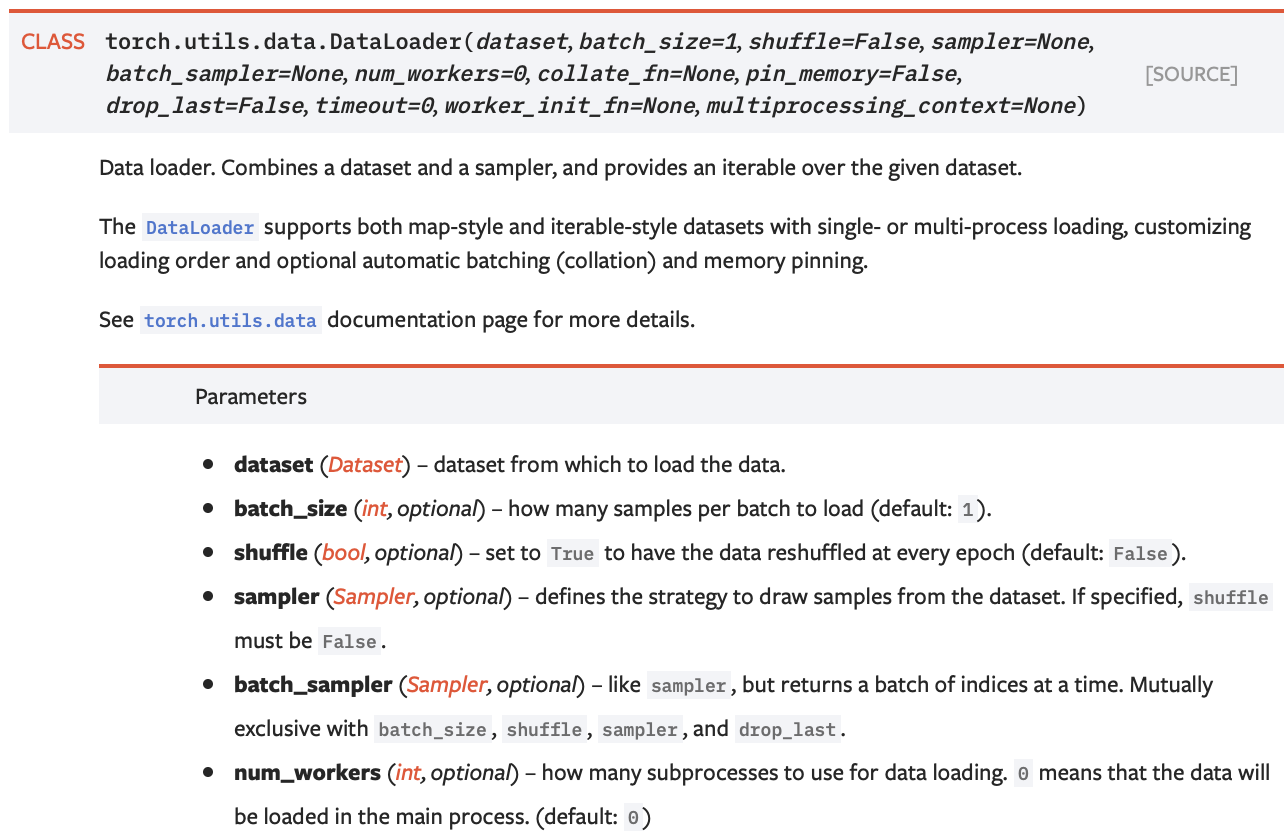 CLASS torch.utils.data.DataLoader(dataset, batch_size=1, shuffle=False, sampler=None,
batch_sampler=None, num_workers=0, collate_fn=None, pin_memory=False,
[SOURCE]
drop_last=False, timeout=0, worker_init_fn=None, multiprocessing_context=None)
Data loader. Combines a dataset and a sampler, and provides an iterable over the given dataset.
The DataLoader supports both map-style and iterable-style datasets with single- or multi-process loading, customizing
loading order and optional automatic batching (collation) and memory pinning.
See torch.utils.data documentation page for more details.
Parameters
• dataset (Dataset) – dataset from which to load the data.
• batch_size (int, optional) – how many samples per batch to load (default: 1).
• shuffle (bool, optional) – set to True to have the data reshuffled at every epoch (default: False).
• sampler (Sampler, optional) – defines the strategy to draw samples from the dataset. If specified, shuffle
must be False.
• batch_sampler (Sampler, optional) – like sampler, but returns a batch of indices at a time. Mutually
exclusive with batch_size, shuffle, sampler, and drop_last.
• num_workers (int, optional) – how many subprocesses to use for data loading. 0 means that the data will
be loaded in the main process. (default: 0)